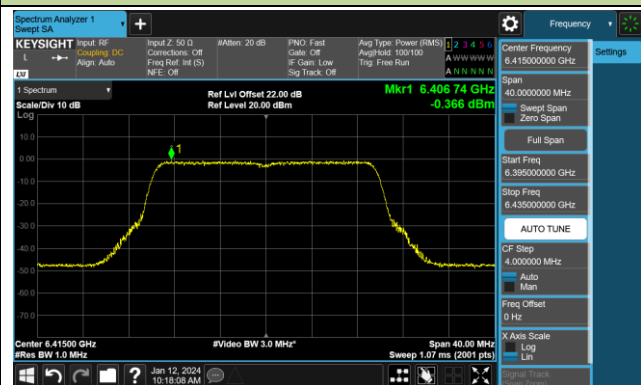 Spectrum Analyzer 1
Swept SA
+
Frequency
KEYSIGHT
L
LXI
Input: RF
Coupling: DC
Align: Auto
Input Z: 50 Ω
Corrections: Off
Freq Ref: Int (S)
NFE: Off
#Atten: 20 dB
PNO: Fast
Gate: Off
IF Gain: Low
Sig Track: Off
Avg Type: Power (RMS)
Avg|Hold: 100/100
Trig: Free Run
1 2 3 4 5 6
A W W W W W
A N N N N N
1 Spectrum
Scale/Div 10 dB
Log
Ref Lvl Offset 22.00 dB
Ref Level 20.00 dBm
Mkr1 6.406 74 GHz
-0.366 dBm
10.0
0.00
-10.0
-20.0
-30.0
-40.0
-50.0
-60.0
-70.0
1
Center 6.41500 GHz
#Res BW 1.0 MHz
#Video BW 3.0 MHz*
Span 40.00 MHz
Sweep 1.07 ms (2001 pts)
Center Frequency
6.415000000 GHz
Settings
Span
40.0000000 MHz
Swept Span
Zero Span
Full Span
Start Freq
6.395000000 GHz
Stop Freq
6.435000000 GHz
AUTO TUNE
CF Step
4.000000 MHz
Auto
Man
Freq Offset
0 Hz
X Axis Scale
Log
Lin
Signal Track
(Span Zoom)
?
Jan 12, 2024
10:18:08 AM